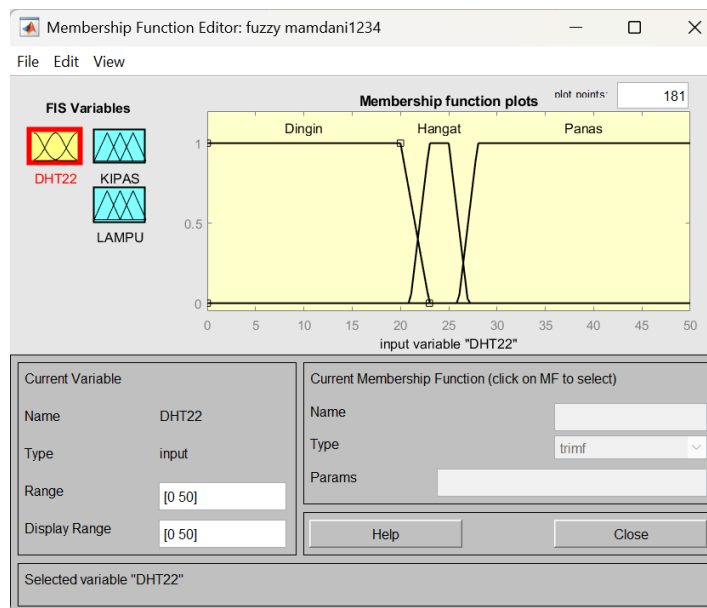 Membership Function Editor: fuzzy mamdani1234
File Edit View
FIS Variables
DHT22 KIPAS
LAMPU
Membership function plots plot points: 181
Dingin Hangat Panas
1
0.5
0
0 5 10 15 20 25 30 35 40 45 50
input variable "DHT22"
Current Variable
Name DHT22
Type input
Range [0 50]
Display Range [0 50]
Current Membership Function (click on MF to select)
Name
Type trimf
Params
Help Close
Selected variable "DHT22"